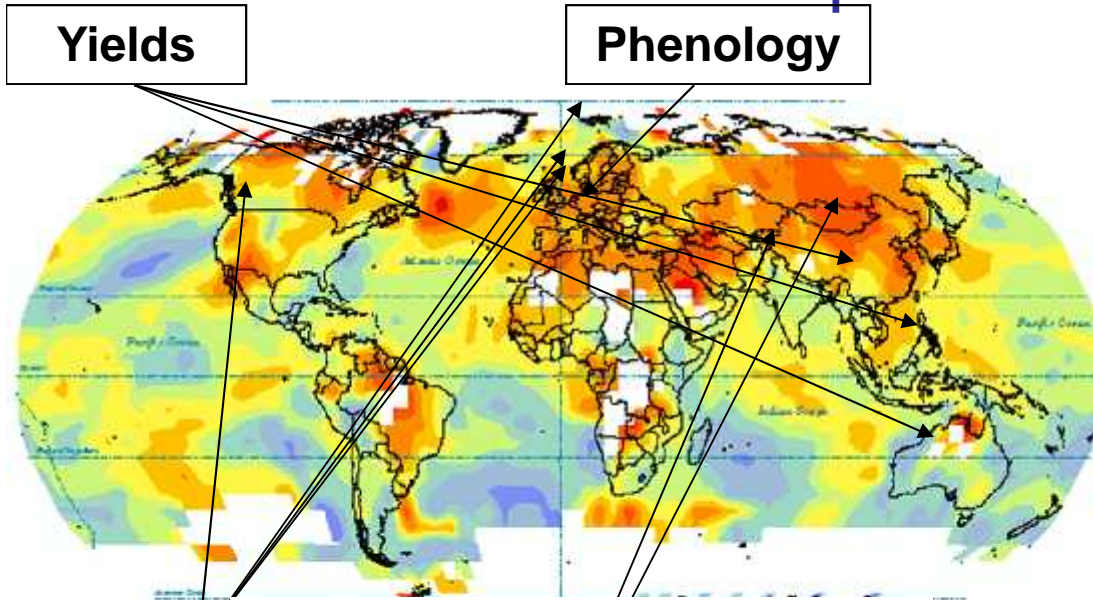 Yields
Phenology
Atlantic Ocean
Pacific Ocean
Pacific Ocean
Indian Ocean